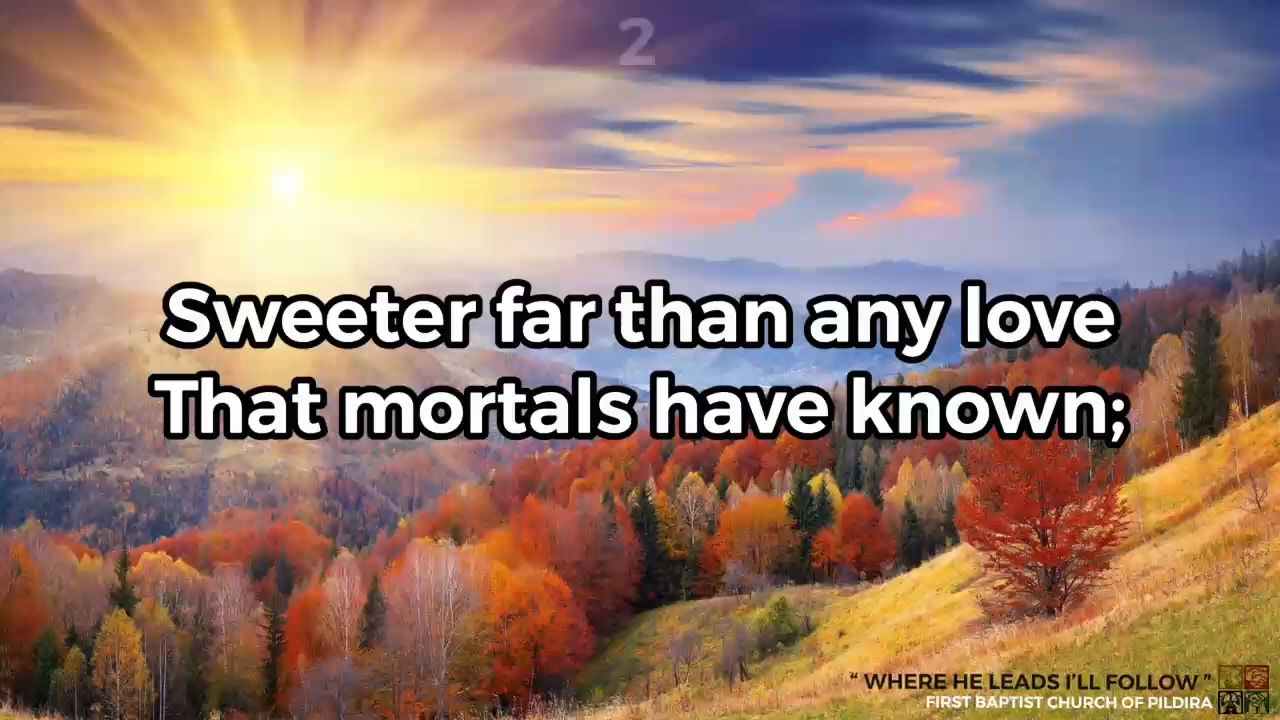 2
Sweeter far than any love
That mortals have known;
“ WHERE HE LEADS I’LL FOLLOW ”
FIRST BAPTIST CHURCH OF PILDIRA